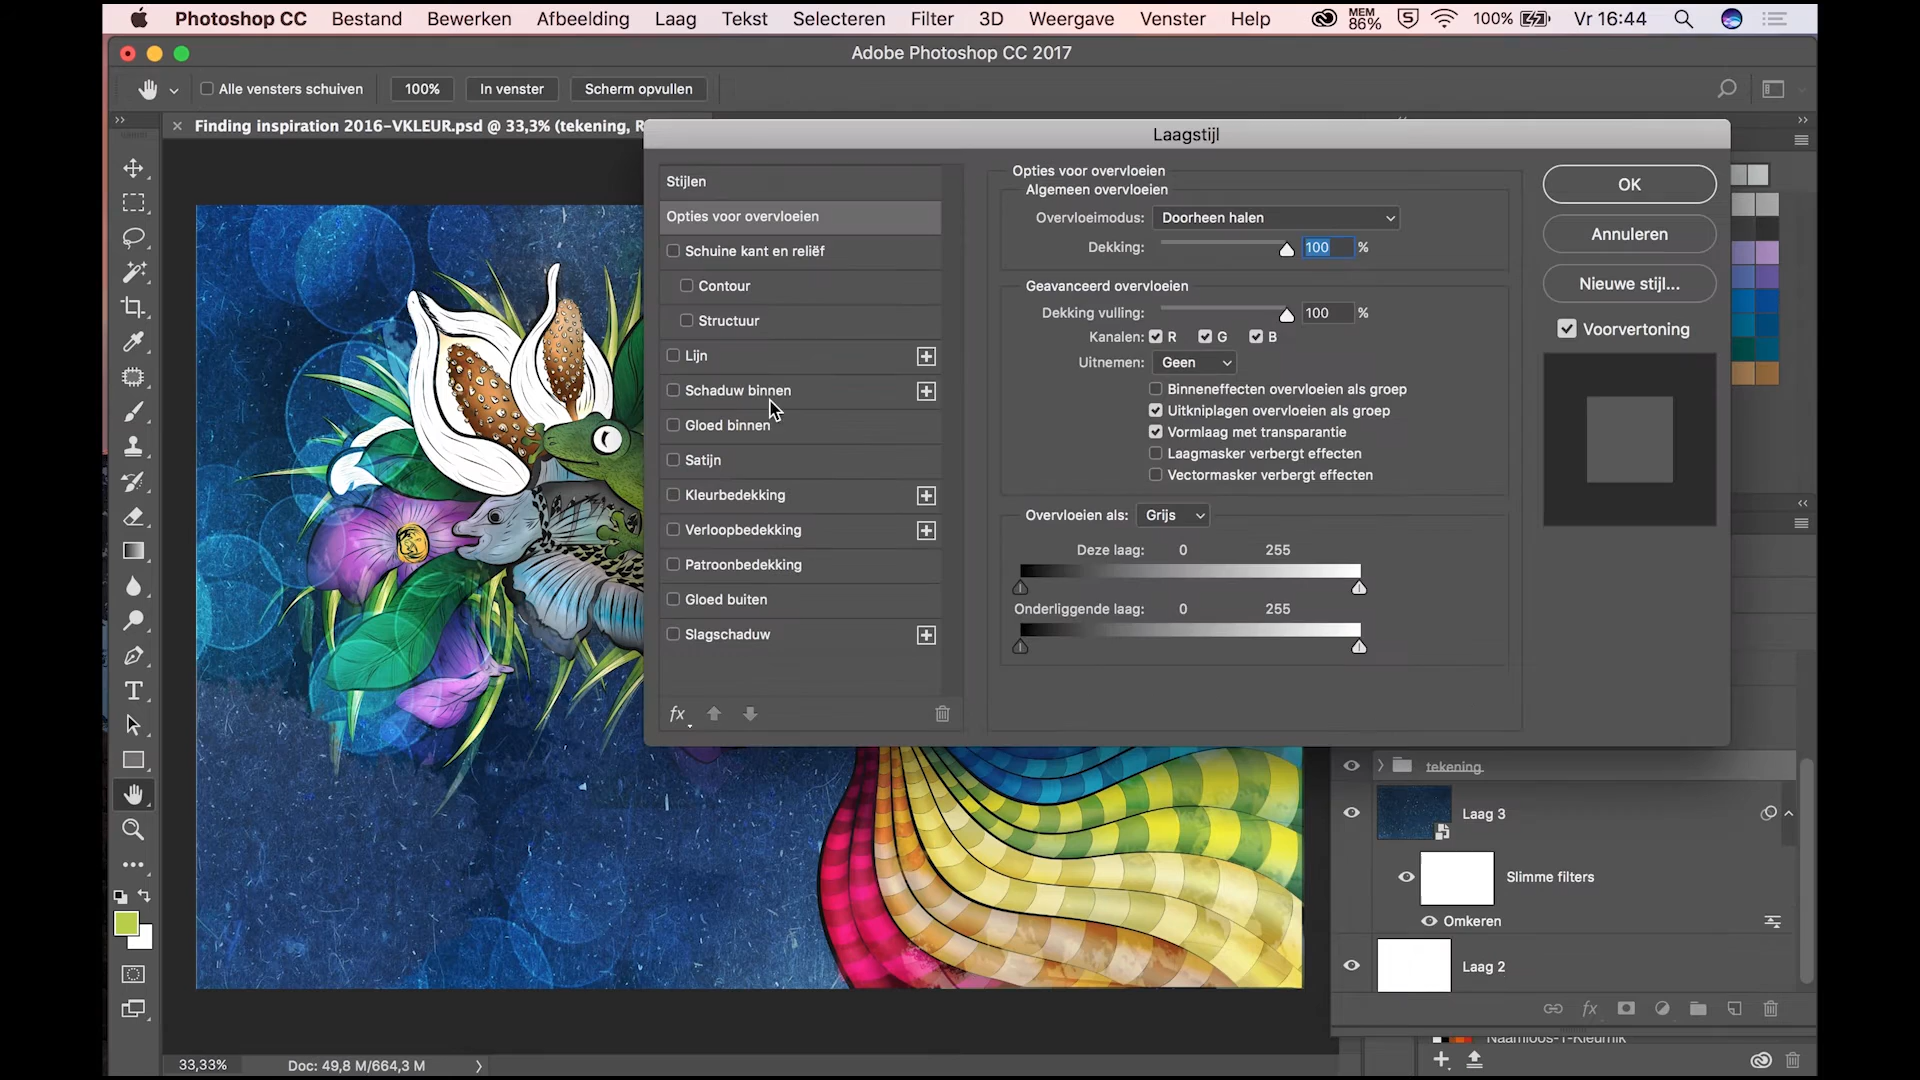 Photoshop CC Bestand Bewerken Afbeelding Laag Tekst Selecteren Filter 3D Weergave Venster Help MEM 86% 5 100% Vr 16:44
Adobe Photoshop CC 2017
Alle vensters schuiven 100% In venster Scherm opvullen
Finding inspiration 2016-VKLEUR.psd @ 33,3% (tekening, R
Laagstijl
Stijlen
Opties voor overvloeien
Schuine kant en reliëf
Contour
Structuur
Lijn
Schaduw binnen
Gloed binnen
Satijn
Kleurbedekking
Verloopbedekking
Patroonbedekking
Gloed buiten
Slagschaduw
fx
Opties voor overvloeien
Algemeen overvloeien
Overvloeimodus: Doorheen halen
Dekking: 100 %
Geavanceerd overvloeien
Dekking vulling: 100 %
Kanalen: R G B
Uitnemen: Geen
Binneneffecten overvloeien als groep
Uitkniplagen overvloeien als groep
Vormlaag met transparantie
Laagmasker verbergt effecten
Vectormasker verbergt effecten
Overvloeien als: Grijs
Deze laag: 0 255
Onderliggende laag: 0 255
OK
Annuleren
Nieuwe stijl...
Voorvertoning
tekening
Laag 3
Slimme filters
Omkeren
Laag 2
fx
Naamloos-1-Kleurrijk
33,33% Doc: 49,8 M/664,3 M